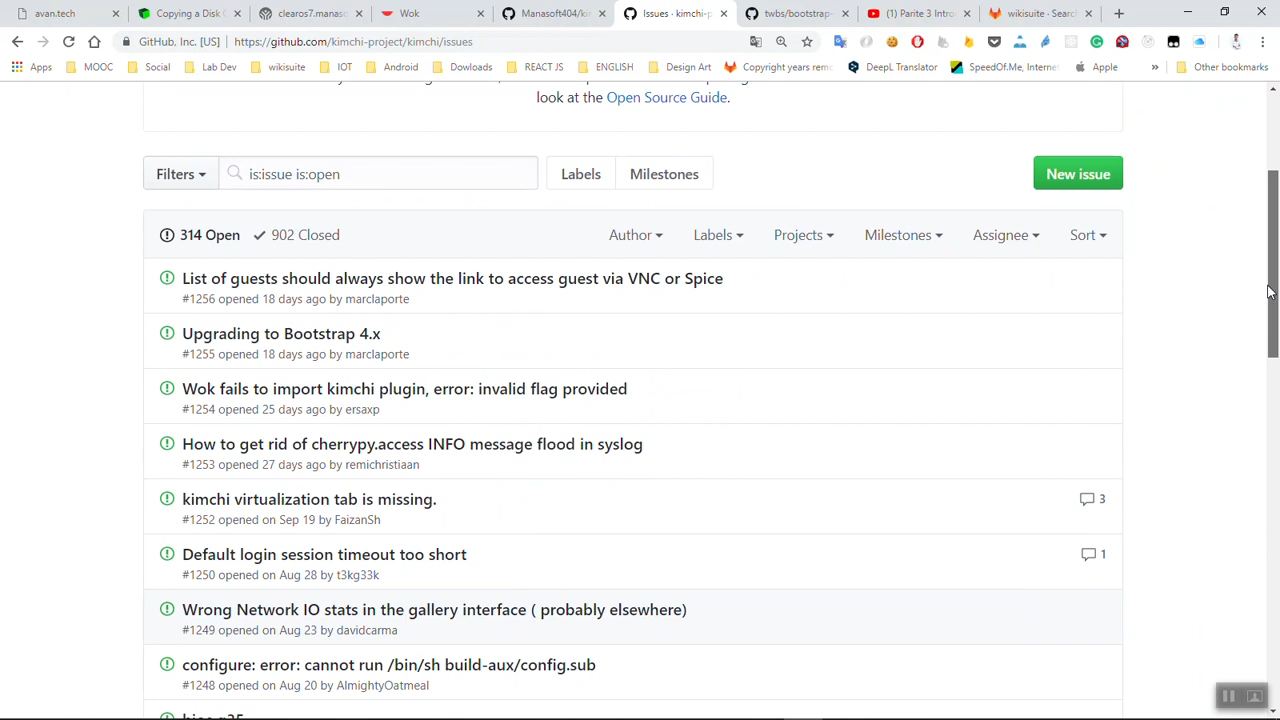 avan.tech
Copying a Disk
clearos7.manaso
Wok
Manasoft404/ki
Issues · kimchi-p
twbs/bootstrap-
(1) Parite 3 Intro
wikisuite · Searc
GitHub, Inc. [US]
https://github.com/kimchi-project/kimchi/issues
Apps
MOOC
Social
Lab Dev
wikisuite
IOT
Android
Dowloads
REACT JS
ENGLISH
Design Art
Copyright years rem
DeepL Translator
SpeedOf.Me, Interne
Apple
»
Other bookmarks
look at the Open Source Guide.
Filters
is:issue is:open
Labels
Milestones
New issue
314 Open
902 Closed
Author
Labels
Projects
Milestones
Assignee
Sort
List of guests should always show the link to access guest via VNC or Spice
#1256 opened 18 days ago by marclaporte
Upgrading to Bootstrap 4.x
#1255 opened 18 days ago by marclaporte
Wok fails to import kimchi plugin, error: invalid flag provided
#1254 opened 25 days ago by ersaxp
How to get rid of cherrypy.access INFO message flood in syslog
#1253 opened 27 days ago by remichristiaan
kimchi virtualization tab is missing.
3
#1252 opened on Sep 19 by FaizanSh
Default login session timeout too short
1
#1250 opened on Aug 28 by t3kg33k
Wrong Network IO stats in the gallery interface ( probably elsewhere)
#1249 opened on Aug 23 by davidcarma
configure: error: cannot run /bin/sh build-aux/config.sub
#1248 opened on Aug 20 by AlmightyOatmeal